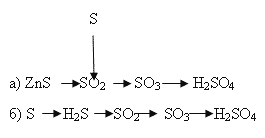 S
а) ZnS → SO₂ → SO₃ → H₂SO₄
б) S → H₂S → SO₂ → SO₃ → H₂SO₄